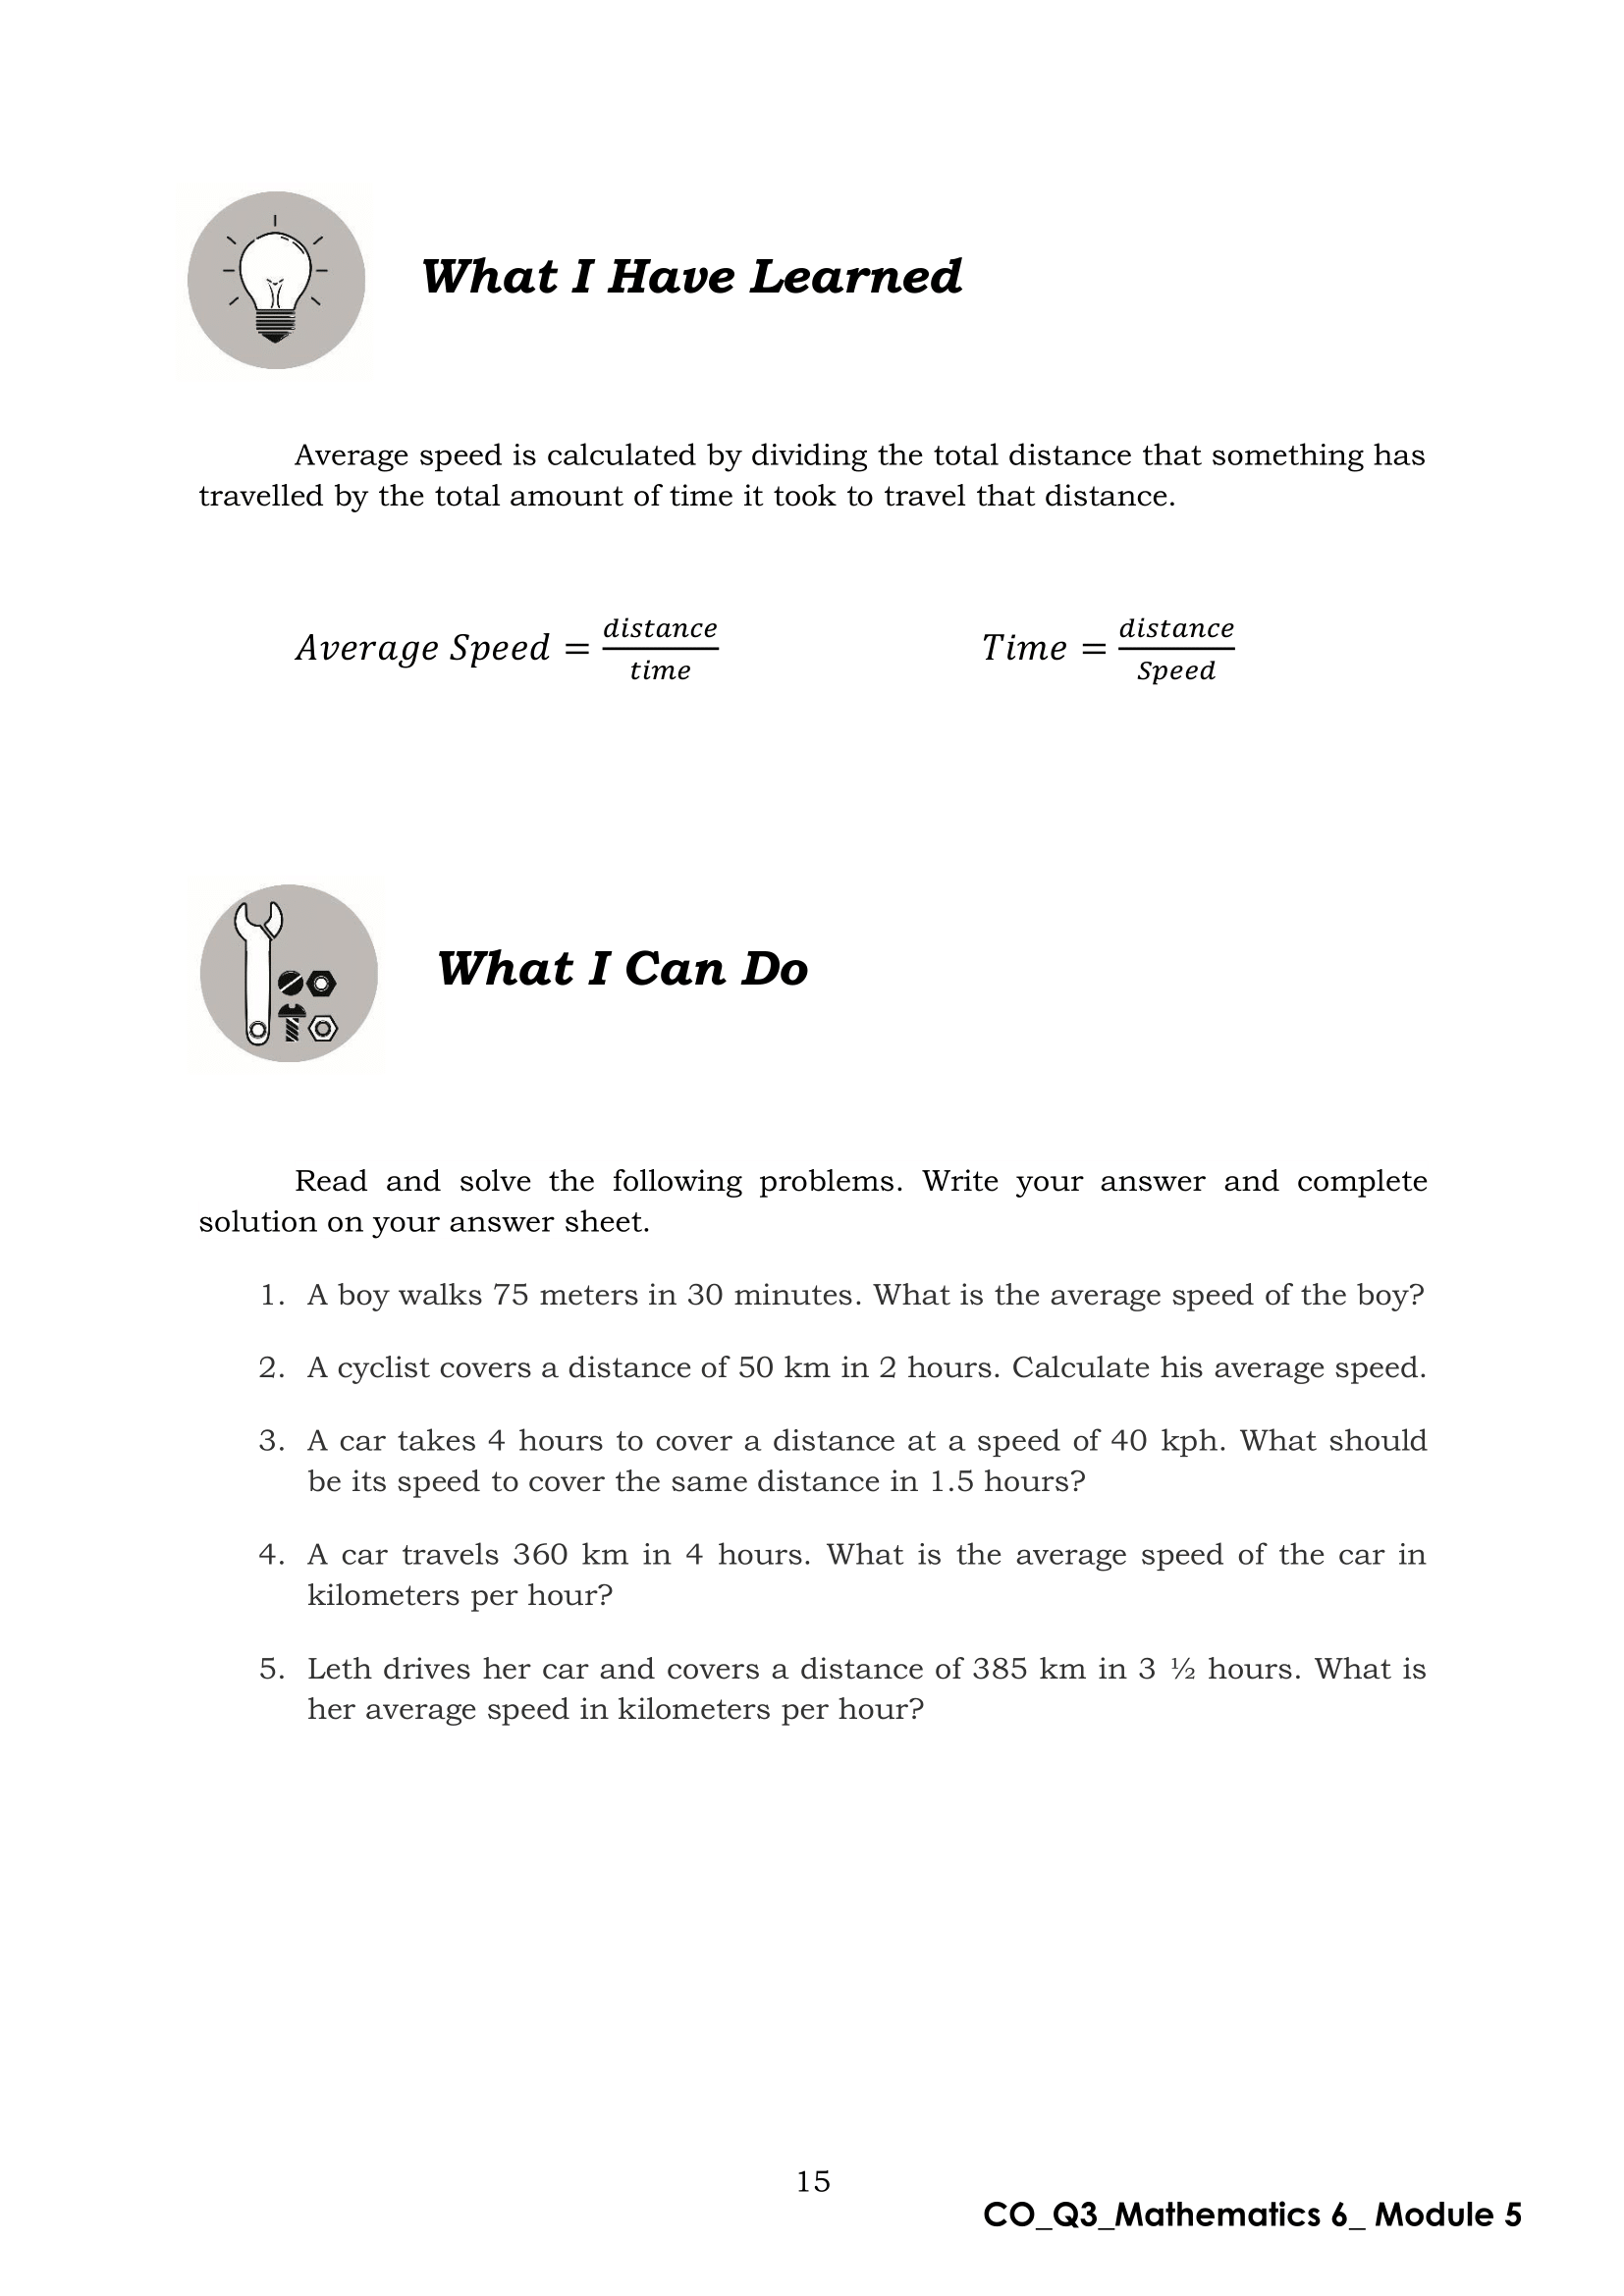 What I Have Learned
Average speed is calculated by dividing the total distance that something has
travelled by the total amount of time it took to travel that distance.
Average Speed = distance/time
Time = distance/Speed
What I Can Do
Read and solve the following problems. Write your answer and complete
solution on your answer sheet.
1. A boy walks 75 meters in 30 minutes. What is the average speed of the boy?
2. A cyclist covers a distance of 50 km in 2 hours. Calculate his average speed.
3. A car takes 4 hours to cover a distance at a speed of 40 kph. What should
be its speed to cover the same distance in 1.5 hours?
4. A car travels 360 km in 4 hours. What is the average speed of the car in
kilometers per hour?
5. Leth drives her car and covers a distance of 385 km in 3 ½ hours. What is
her average speed in kilometers per hour?
15
CO_Q3_Mathematics 6_ Module 5